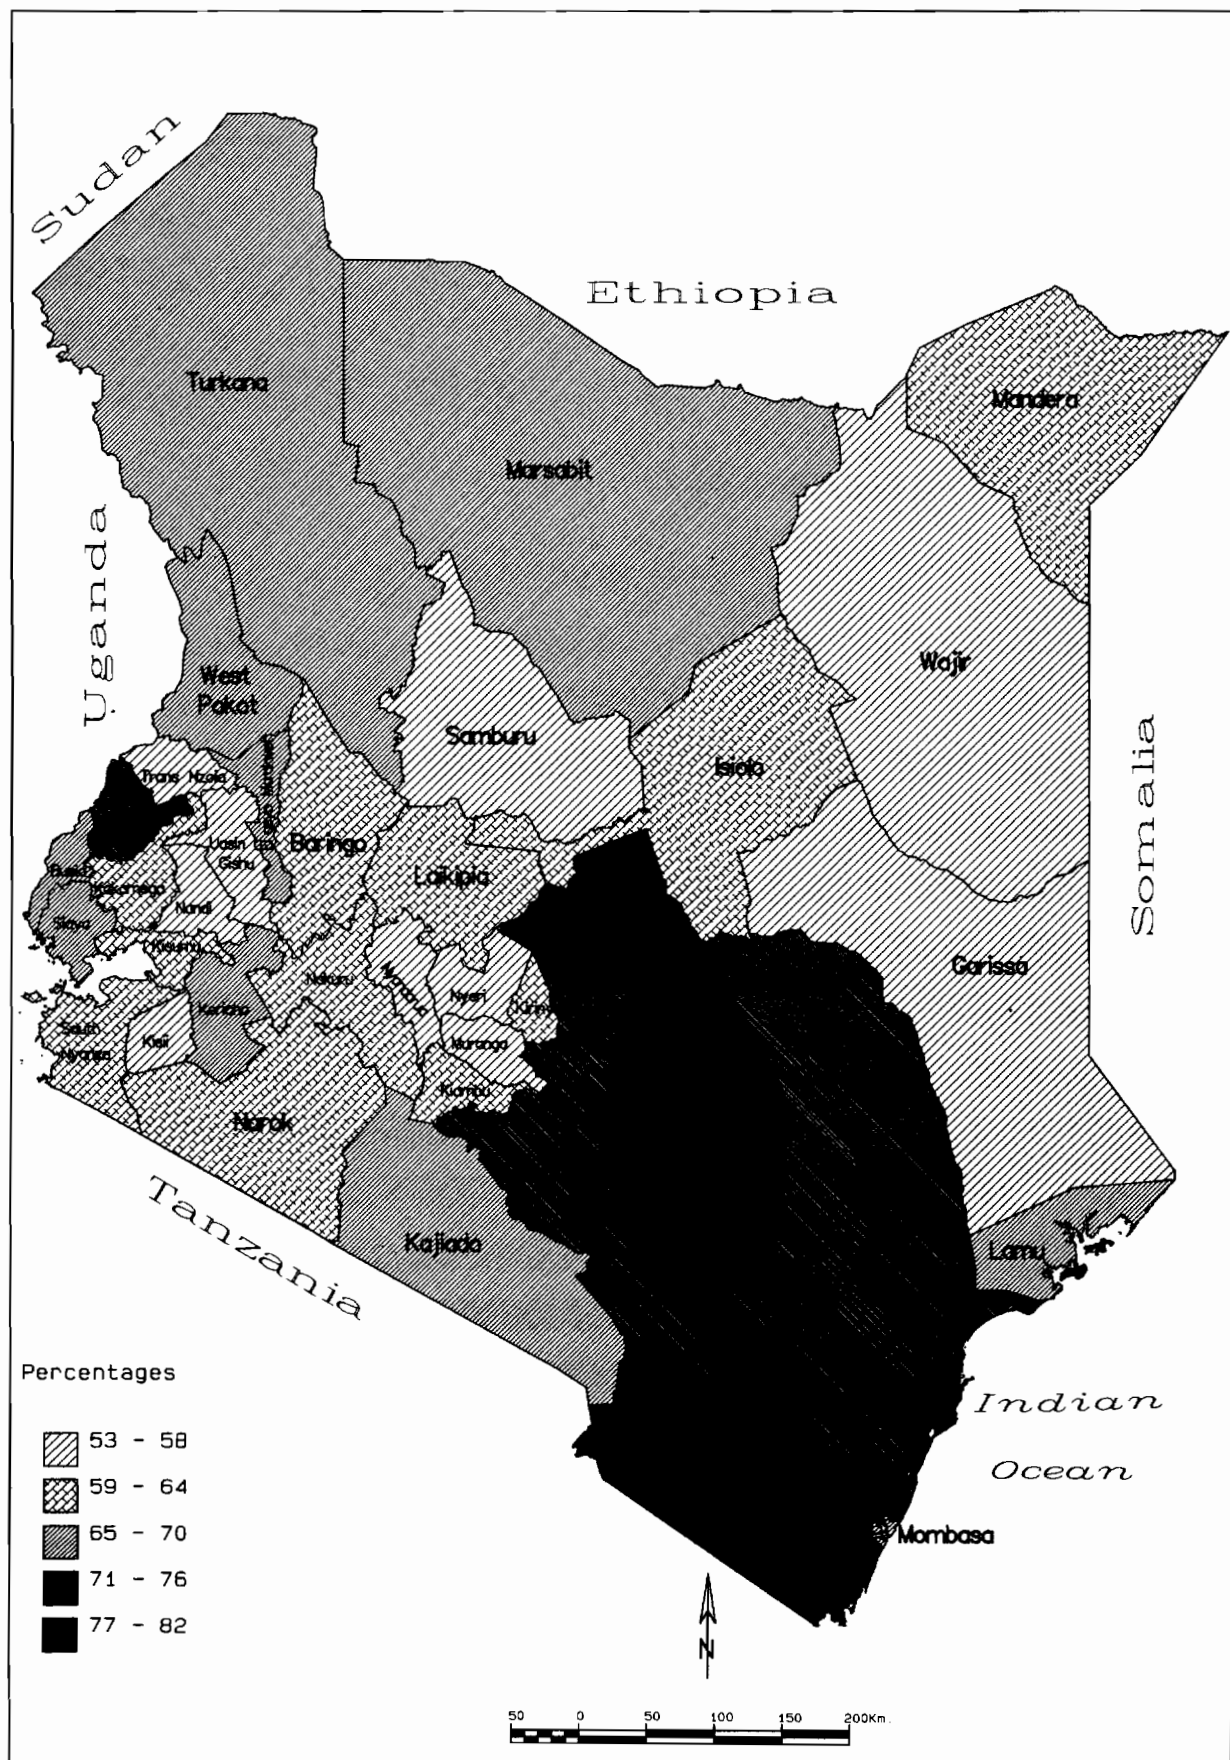 Sudan
Ethiopia
Mandera
Turkana
Marsabit
Uganda
Wajir
West
Pokot
Samburu
Isiolo
Somalia
Trans Nzoia
Uasin
Gishu
Baringo
Laikipia
Busia
Kakamega
Nandi
Siaya
Kisumu
Nakuru
Garissa
Nyeri
Kericho
South
Nyanza
Kisii
Muranga
Kiambu
Narok
Tanzania
Kajiado
Lamu
Percentages
Indian
Ocean
53 - 58
59 - 64
65 - 70
71 - 76
77 - 82
Mombasa
N
50 0 50 100 150 200Km.